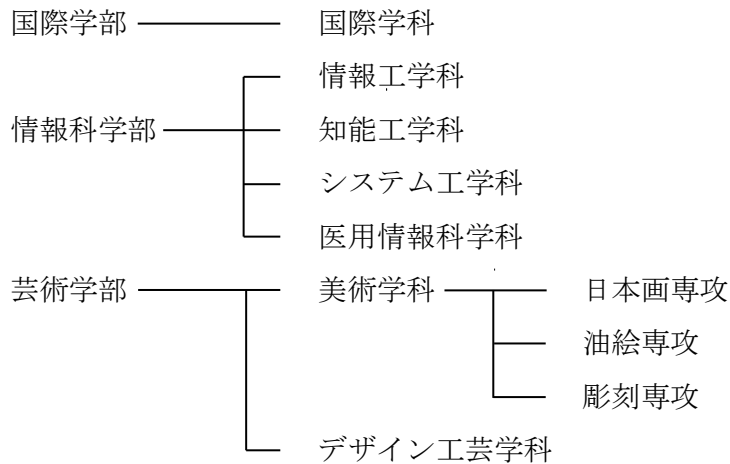 国際学部 国際学科
情報工学科
情報科学部 知能工学科
システム工学科
医用情報科学科
芸術学部 美術学科 日本画専攻
油絵専攻
彫刻専攻
デザイン工芸学科